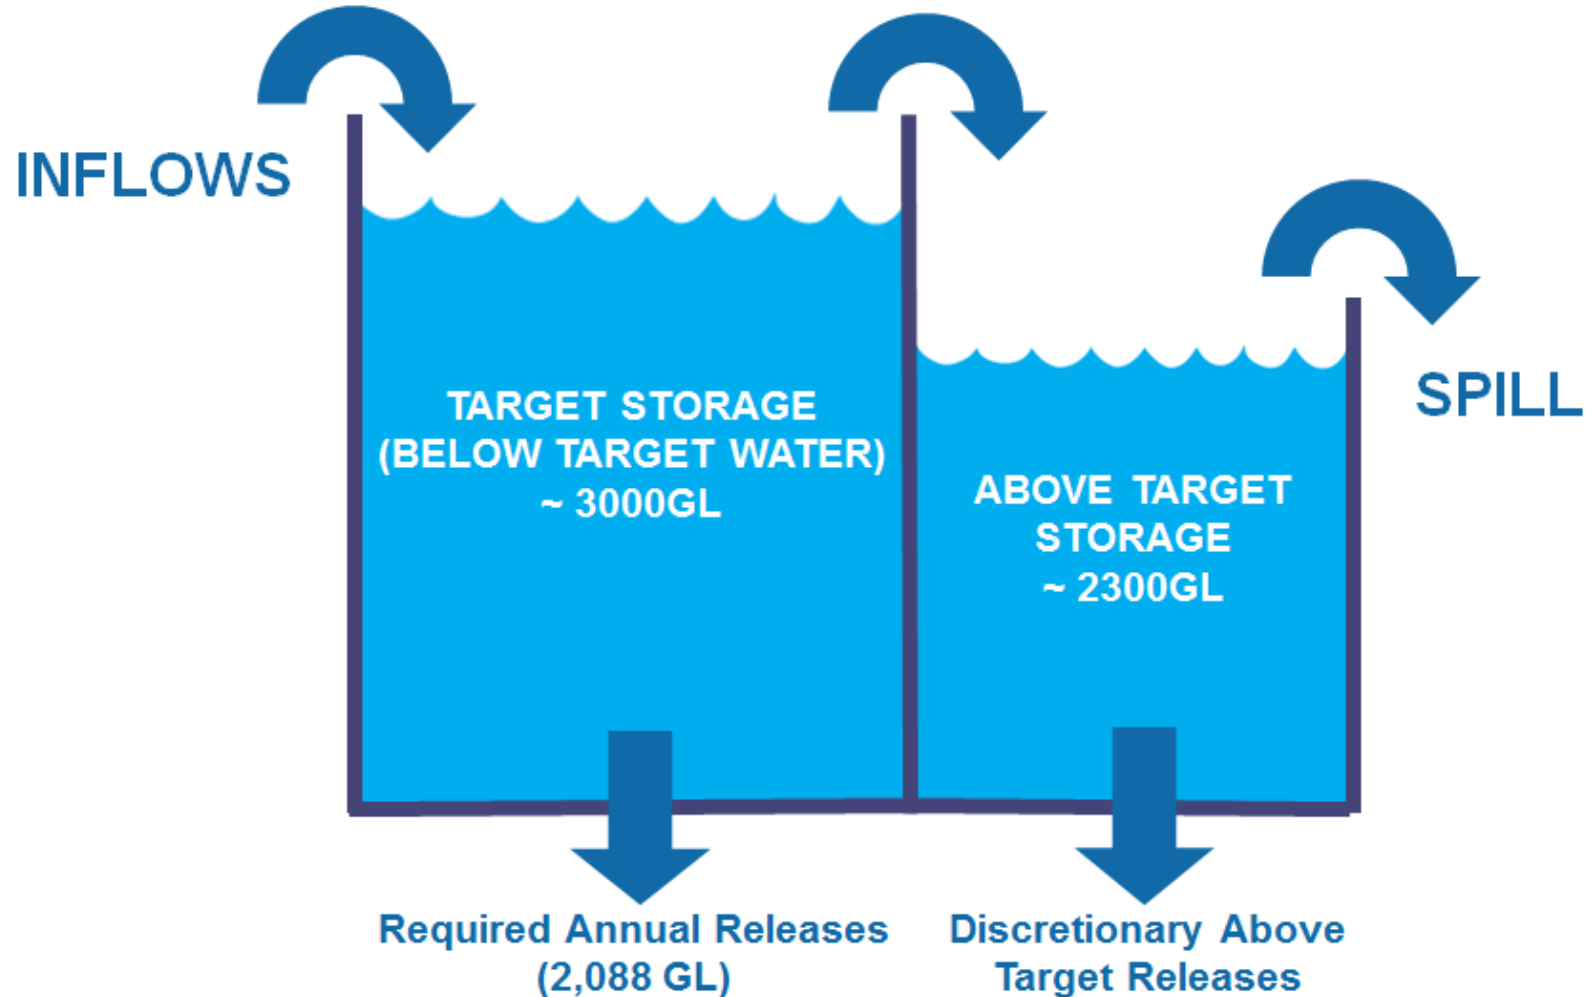 INFLOWS
TARGET STORAGE
(BELOW TARGET WATER)
~ 3000GL
ABOVE TARGET
STORAGE
~ 2300GL
SPILL
Required Annual Releases
(2,088 GL)
Discretionary Above
Target Releases